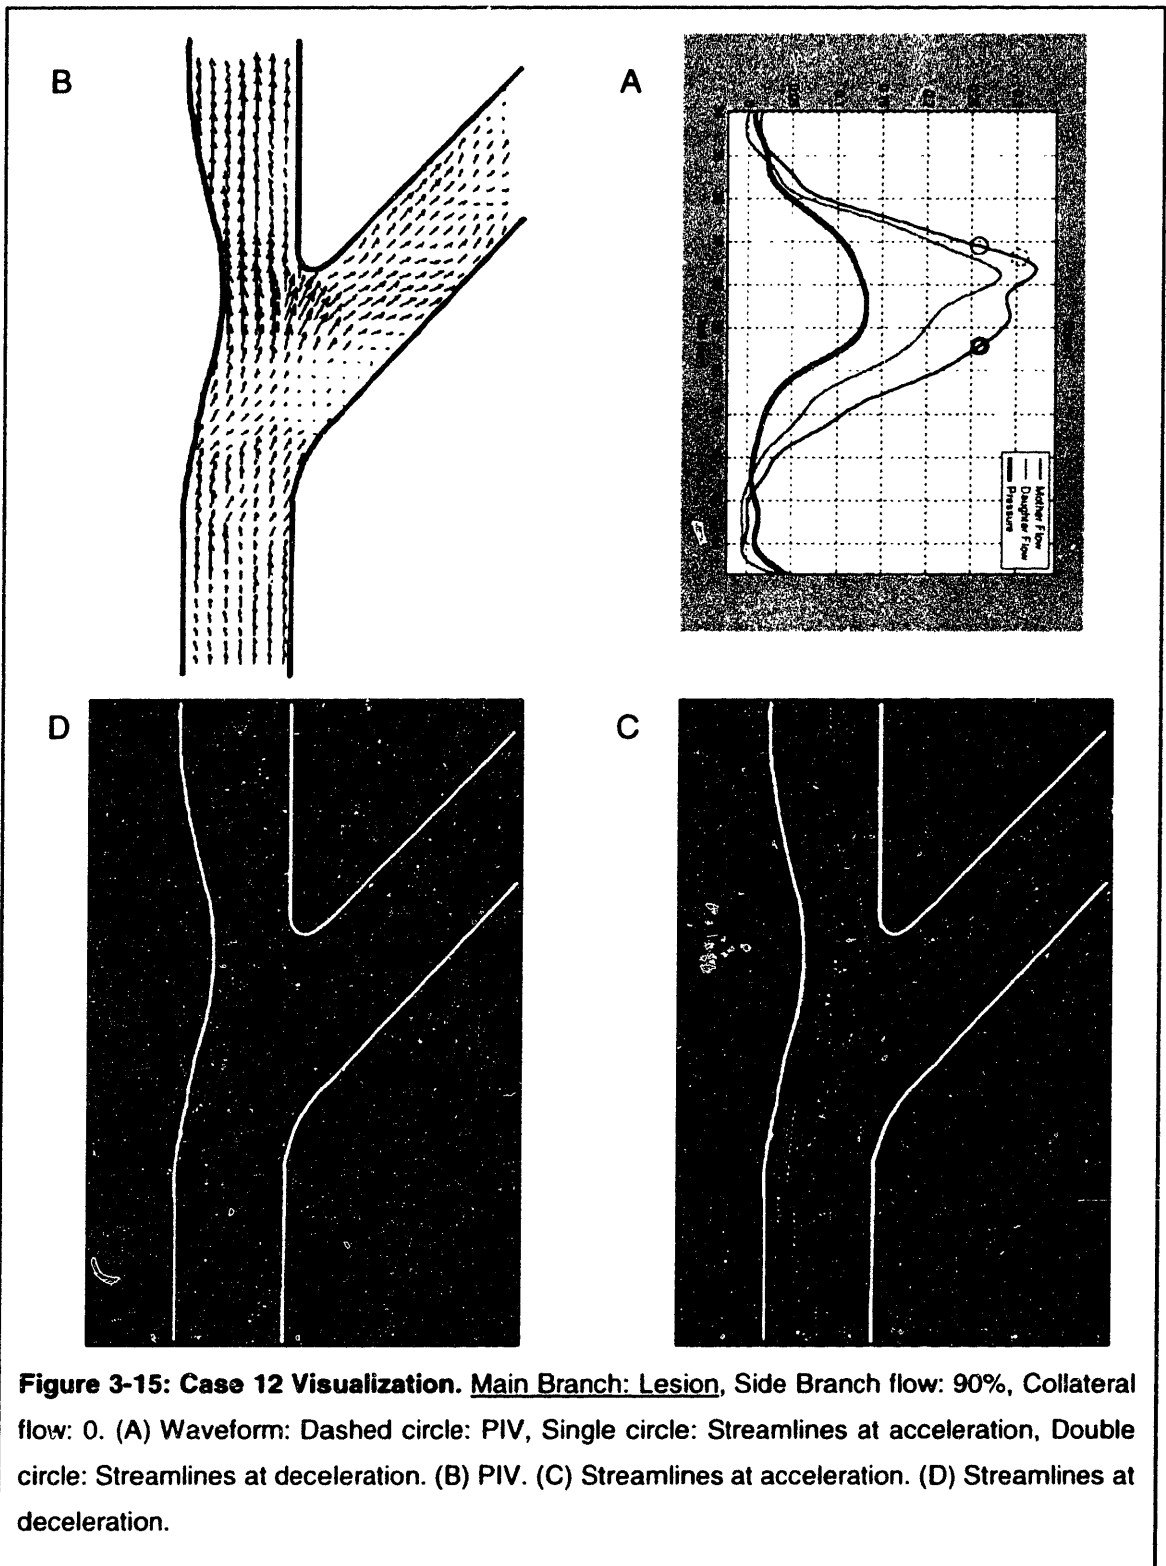 B
A
Mother Flow
Daughter Flow
Pressure
D
C
Figure 3-15: Case 12 Visualization. Main Branch: Lesion, Side Branch flow: 90%, Collateral
flow: 0. (A) Waveform: Dashed circle: PIV, Single circle: Streamlines at acceleration, Double
circle: Streamlines at deceleration. (B) PIV. (C) Streamlines at acceleration. (D) Streamlines at
deceleration.